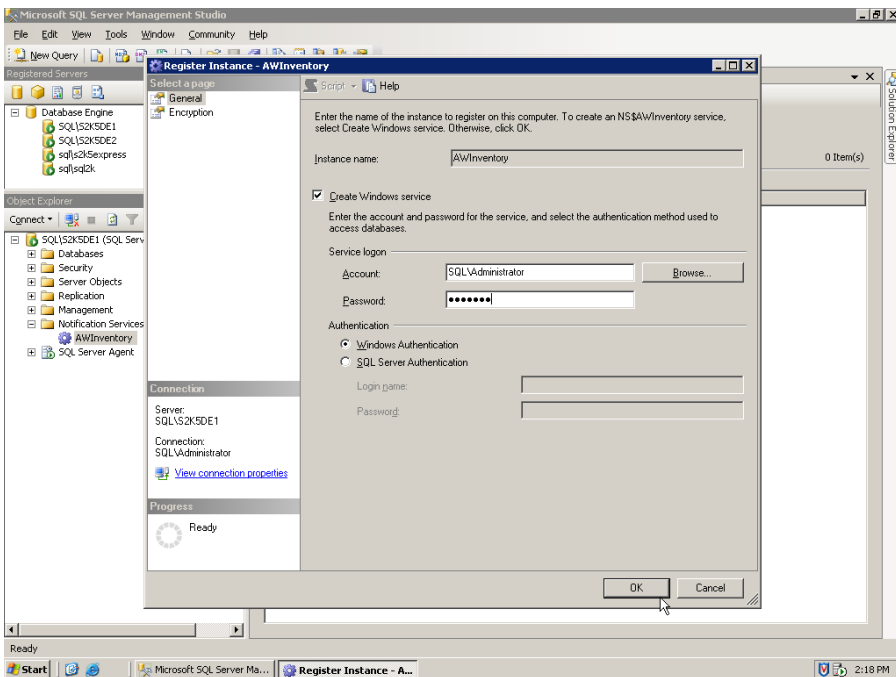 Microsoft SQL Server Management Studio
File Edit View Tools Window Community Help
New Query
Registered Servers
Database Engine
SQL\S2K5DE1
SQL\S2K5DE2
sql\s2k5express
sql\sql2k
Object Explorer
Connect
SQL\S2K5DE1 (SQL Serv
Databases
Security
Server Objects
Replication
Management
Notification Services
AWInventory
SQL Server Agent
Register Instance - AWInventory
Select a page
General
Encryption
Connection
Server:
SQL\S2K5DE1
Connection:
SQL\Administrator
View connection properties
Progress
Ready
Script Help
Enter the name of the instance to register on this computer. To create an NS$AWInventory service,
select Create Windows service. Otherwise, click OK.
Instance name: AWInventory
Create Windows service
Enter the account and password for the service, and select the authentication method used to
access databases.
Service logon
Account: SQL\Administrator Browse...
Password: •••••••
Authentication
Windows Authentication
SQL Server Authentication
Login name:
Password:
OK Cancel
0 Item(s)
Solution Explorer
Ready
Start Microsoft SQL Server Ma... Register Instance - A... 2:18 PM